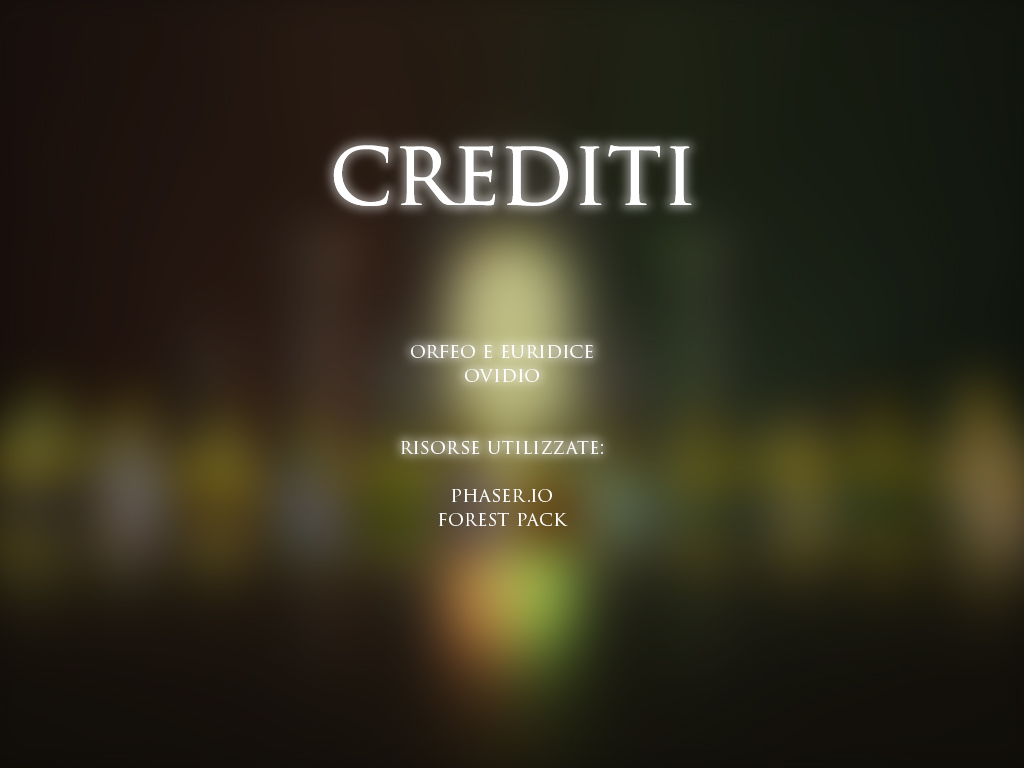 CREDITI
ORFEO E EURIDICE
OVIDIO
RISORSE UTILIZZATE:
PHASER.IO
FOREST PACK